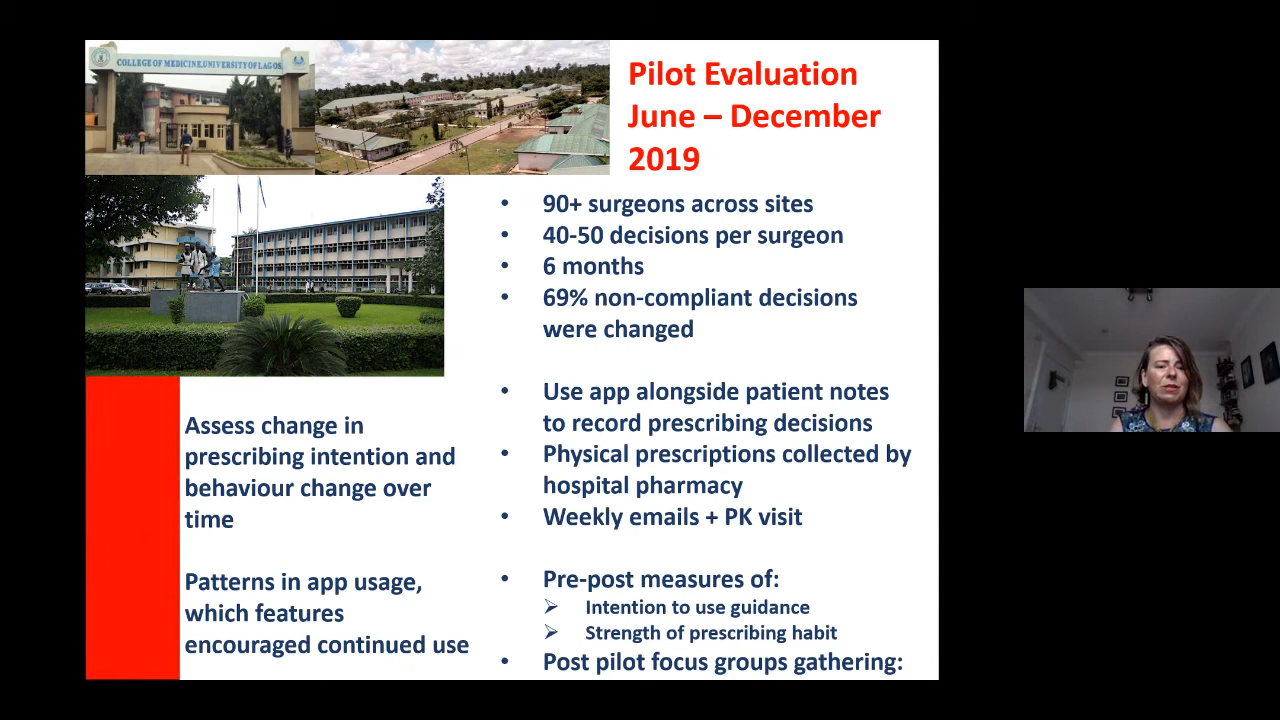 COLLEGE OF MEDICINE, UNIVERSITY OF LAGOS
Pilot Evaluation
June – December
2019
• 90+ surgeons across sites
• 40-50 decisions per surgeon
• 6 months
• 69% non-compliant decisions
were changed
• Use app alongside patient notes
to record prescribing decisions
• Physical prescriptions collected by
hospital pharmacy
• Weekly emails + PK visit
• Pre-post measures of:
➢ Intention to use guidance
➢ Strength of prescribing habit
• Post pilot focus groups gathering:
Assess change in
prescribing intention and
behaviour change over
time
Patterns in app usage,
which features
encouraged continued use